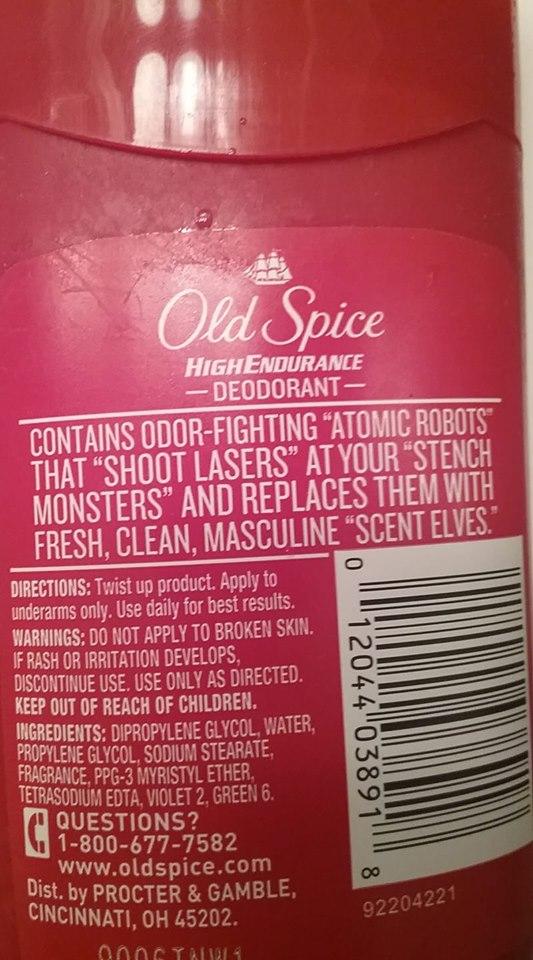 Old Spice
HIGH ENDURANCE
— DEODORANT —
CONTAINS ODOR-FIGHTING “ATOMIC ROBOTS”
THAT “SHOOT LASERS” AT YOUR “STENCH
MONSTERS” AND REPLACES THEM WITH
FRESH, CLEAN, MASCULINE “SCENT ELVES.”
DIRECTIONS: Twist up product. Apply to
underarms only. Use daily for best results.
WARNINGS: DO NOT APPLY TO BROKEN SKIN.
IF RASH OR IRRITATION DEVELOPS,
DISCONTINUE USE. USE ONLY AS DIRECTED.
KEEP OUT OF REACH OF CHILDREN.
INGREDIENTS: DIPROPYLENE GLYCOL, WATER,
PROPYLENE GLYCOL, SODIUM STEARATE,
FRAGRANCE, PPG-3 MYRISTYL ETHER,
TETRASODIUM EDTA, VIOLET 2, GREEN 6.
QUESTIONS?
1-800-677-7582
www.oldspice.com
Dist. by PROCTER & GAMBLE,
CINCINNATI, OH 45202.
0 12044 03891 8
92204221